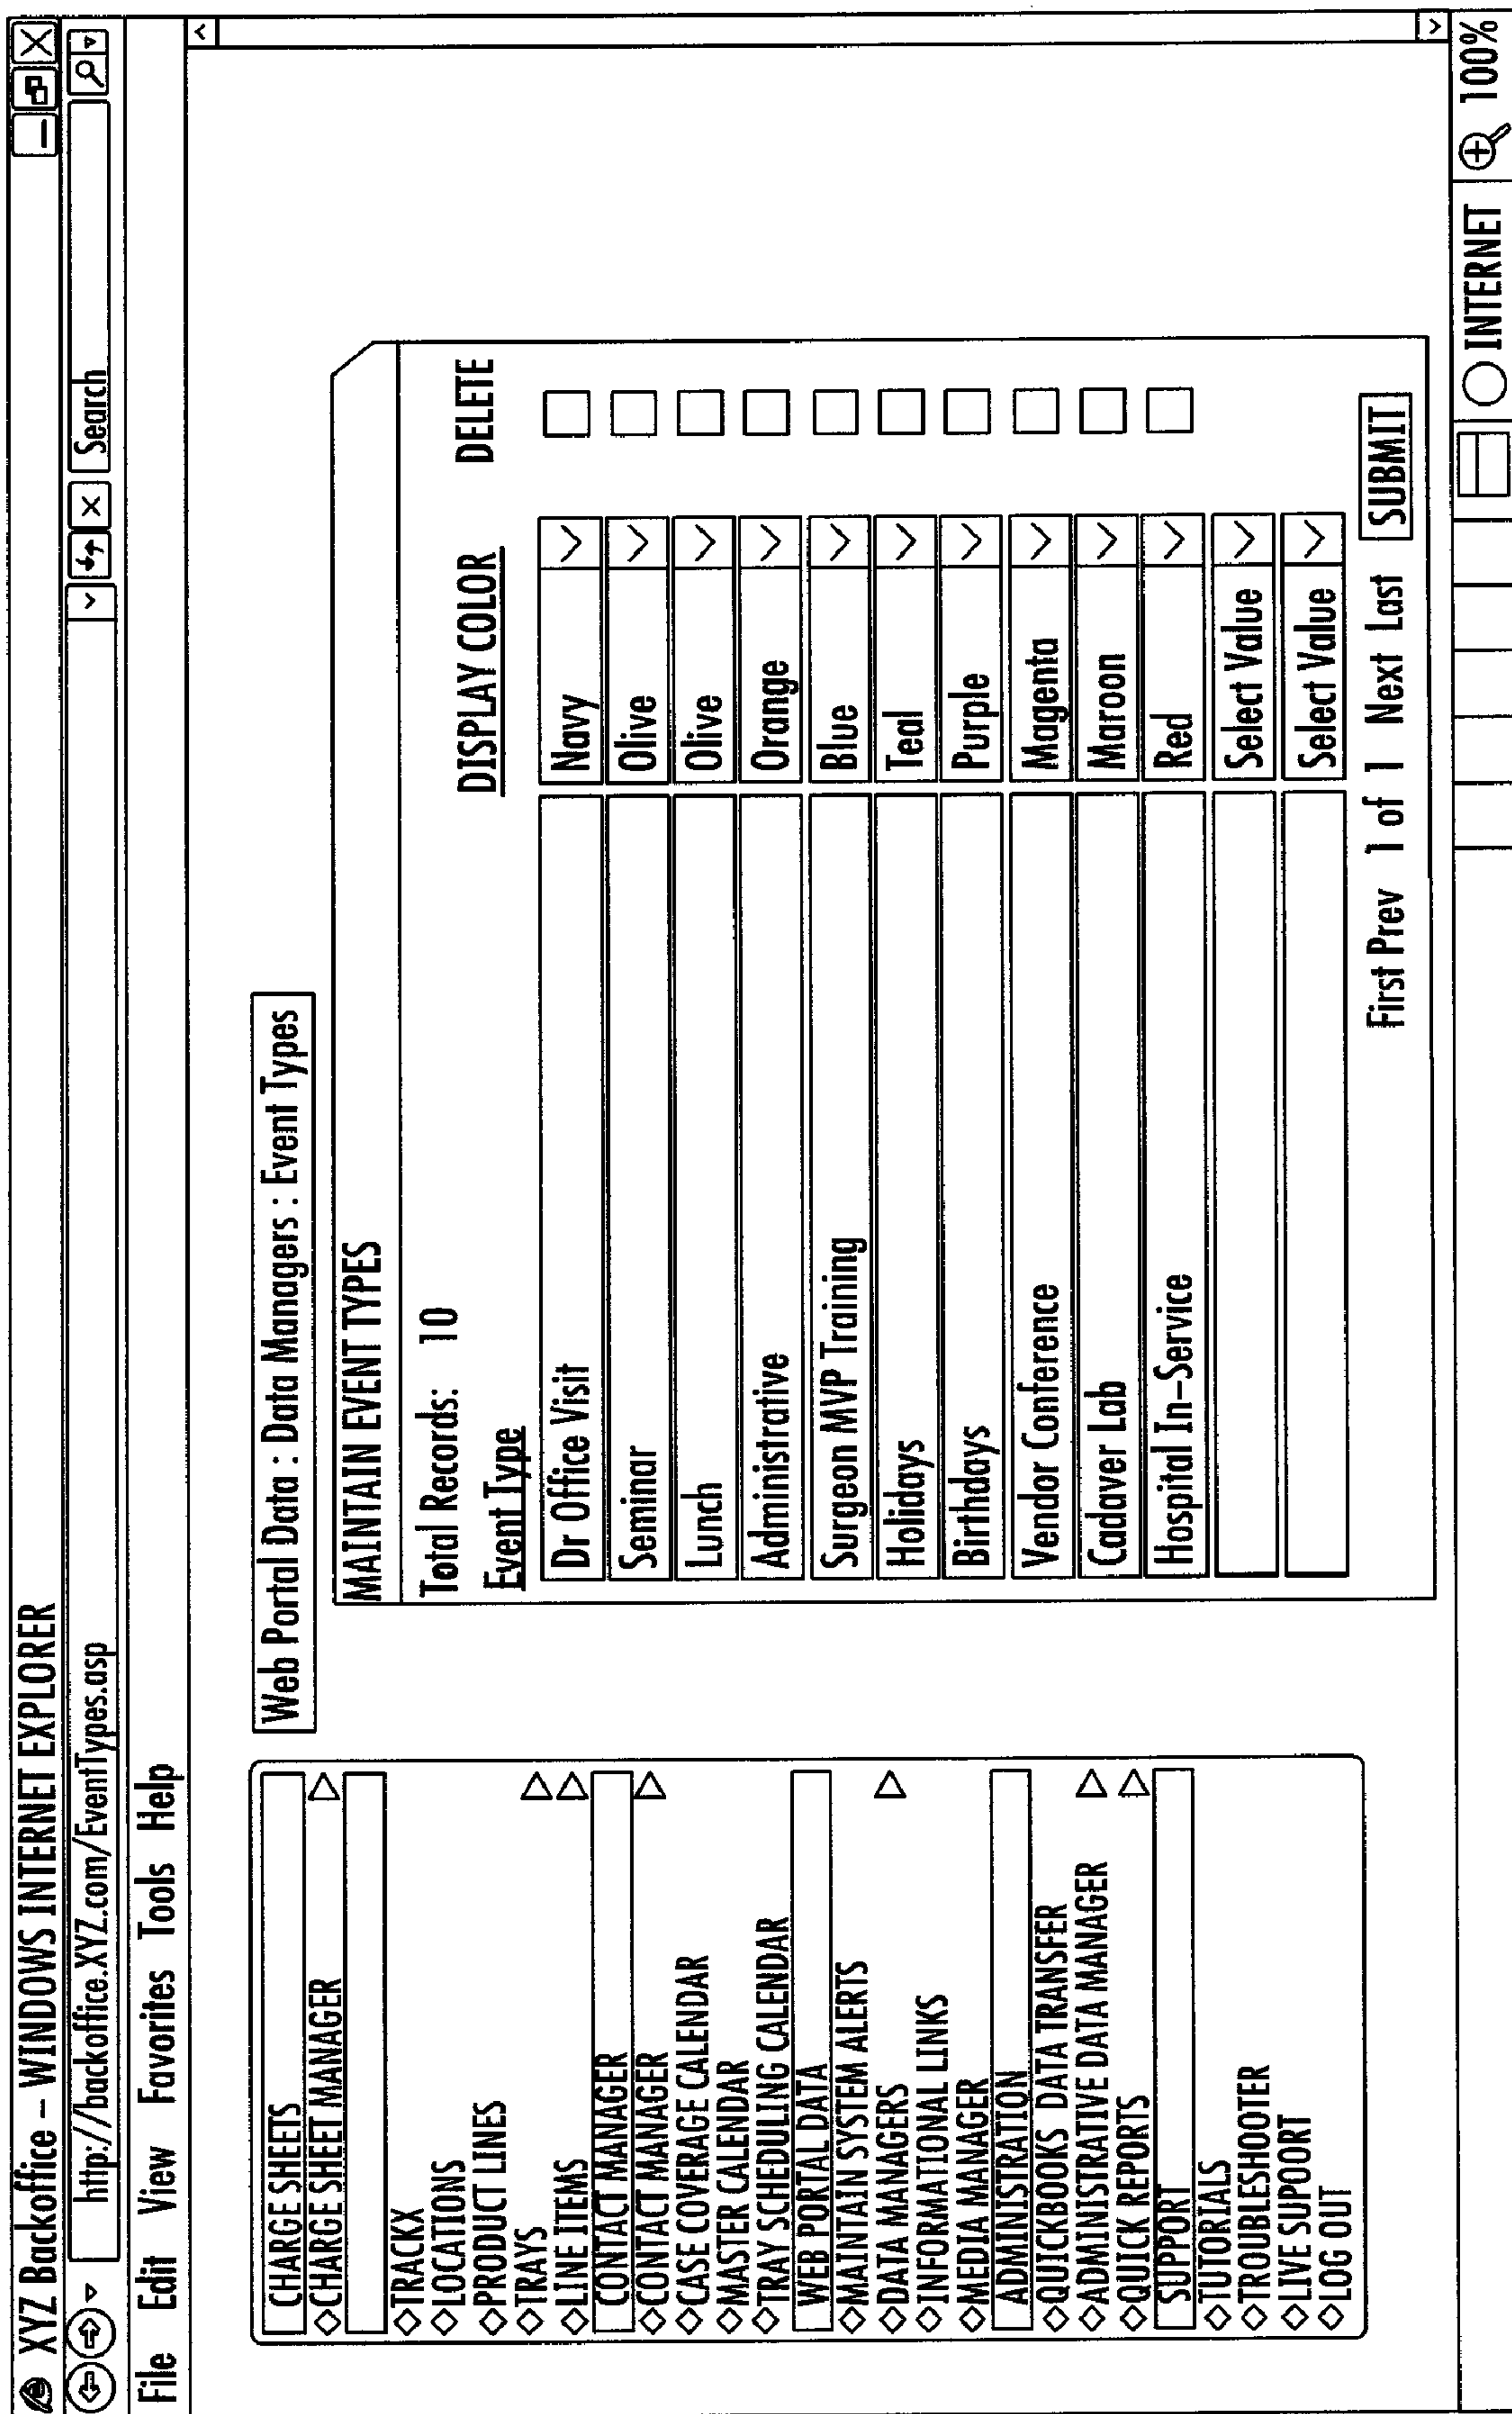 XYZ Backoffice – WINDOWS INTERNET EXPLORER
http://backoffice.XYZ.com/EventTypes.asp
Search
File Edit View Favorites Tools Help
CHARGE SHEETS
CHARGE SHEET MANAGER
TRACKX
LOCATIONS
PRODUCT LINES
TRAYS
LINE ITEMS
CONTACT MANAGER
CONTACT MANAGER
CASE COVERAGE CALENDAR
MASTER CALENDAR
TRAY SCHEDULING CALENDAR
WEB PORTAL DATA
MAINTAIN SYSTEM ALERTS
DATA MANAGERS
INFORMATIONAL LINKS
MEDIA MANAGER
ADMINISTRATION
QUICKBOOKS DATA TRANSFER
ADMINISTRATIVE DATA MANAGER
QUICK REPORTS
SUPPORT
TUTORIALS
TROUBLESHOOTER
LIVE SUPOORT
LOG OUT
Web Portal Data : Data Managers : Event Types
MAINTAIN EVENT TYPES
Total Records: 10
Event Type DISPLAY COLOR DELETE
Dr Office Visit Navy
Seminar Olive
Lunch Olive
Administrative Orange
Surgeon MVP Training Blue
Holidays Teal
Birthdays Purple
Vendor Conference Magenta
Cadaver Lab Maroon
Hospital In–Service Red
Select Value
Select Value
First Prev 1 of 1 Next Last SUBMIT
INTERNET 100%